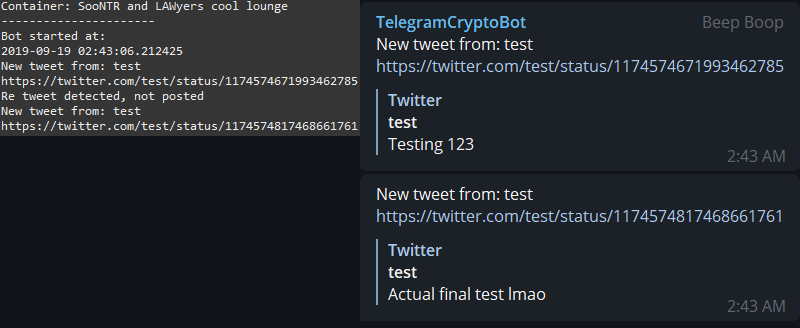 Container: SooNTR and LAWyers cool lounge
----------------------
Bot started at:
2019-09-19 02:43:06.212425
New tweet from: test
https://twitter.com/test/status/1174574671993462785
Re tweet detected, not posted
New tweet from: test
https://twitter.com/test/status/1174574817468661761
TelegramCryptoBot Beep Boop
New tweet from: test
https://twitter.com/test/status/1174574671993462785
Twitter
test
Testing 123
2:43 AM
New tweet from: test
https://twitter.com/test/status/1174574817468661761
Twitter
test
Actual final test lmao
2:43 AM